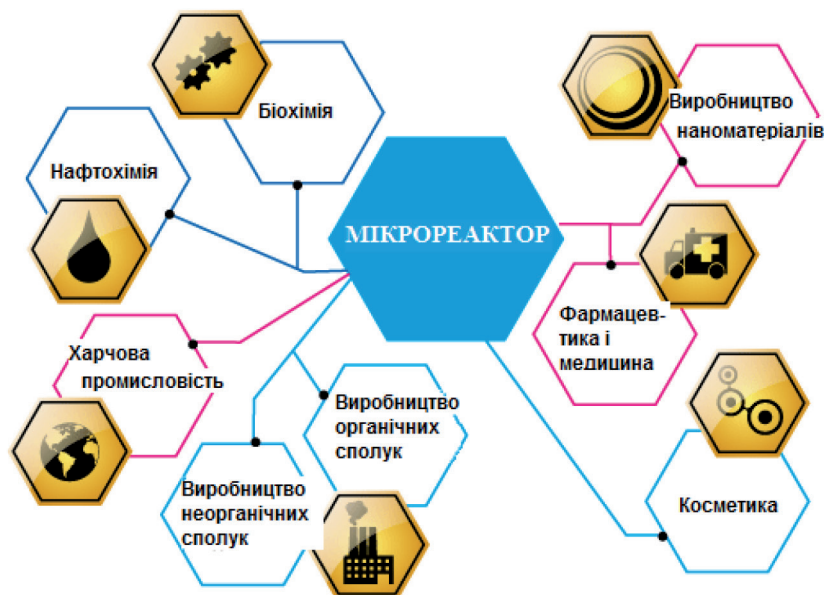 Біохімія
Нафтохімія
МІКРОРЕАКТОР
Виробництво
наноматеріалів
Фармацев-
тика і
медицина
Харчова
промисловість
Виробництво
органічних
сполук
Виробництво
неорганічних
сполук
Косметика